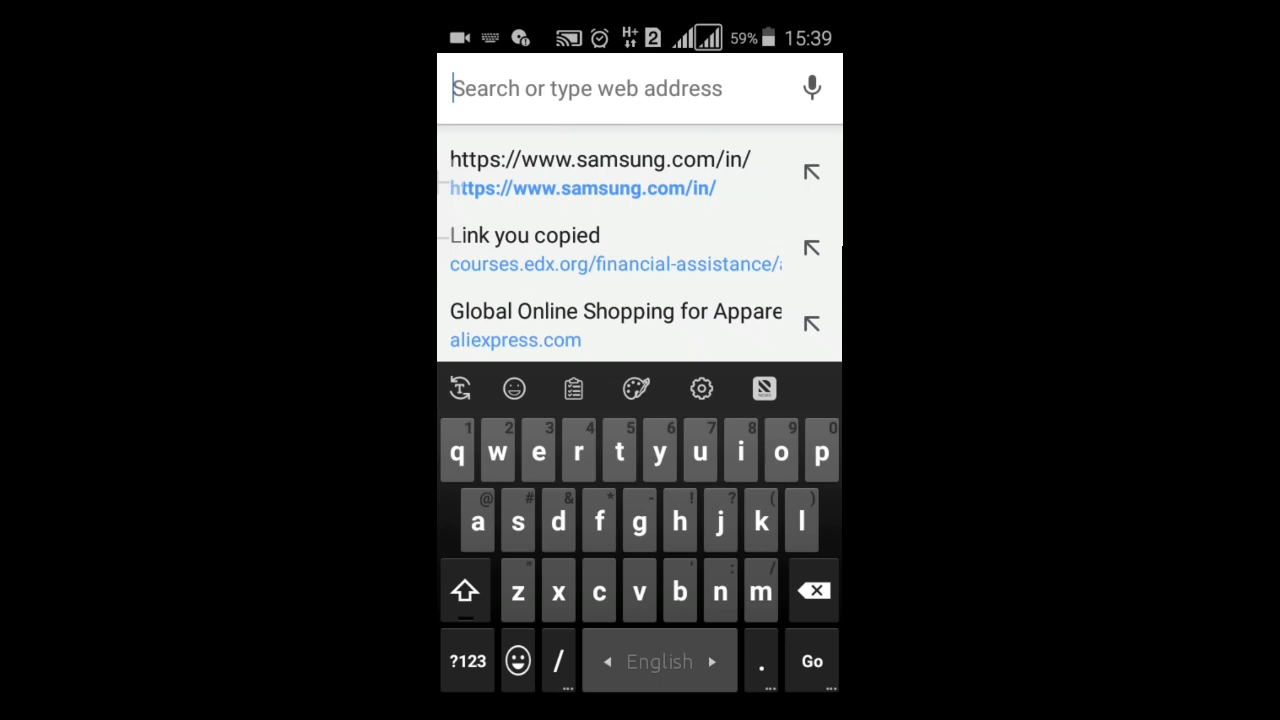 H+ 2 59% 15:39
Search or type web address
https://www.samsung.com/in/
https://www.samsung.com/in/
Link you copied
courses.edx.org/financial-assistance/
Global Online Shopping for Appare
aliexpress.com
T NEWS
1 2 3 4 5 6 7 8 9 0
q w e r t y u i o p
@ # & * - ! ? ( )
a s d f g h j k l
" ' : /
z x c v b n m
?123 / ◂ English ▸ . Go
... ... ...